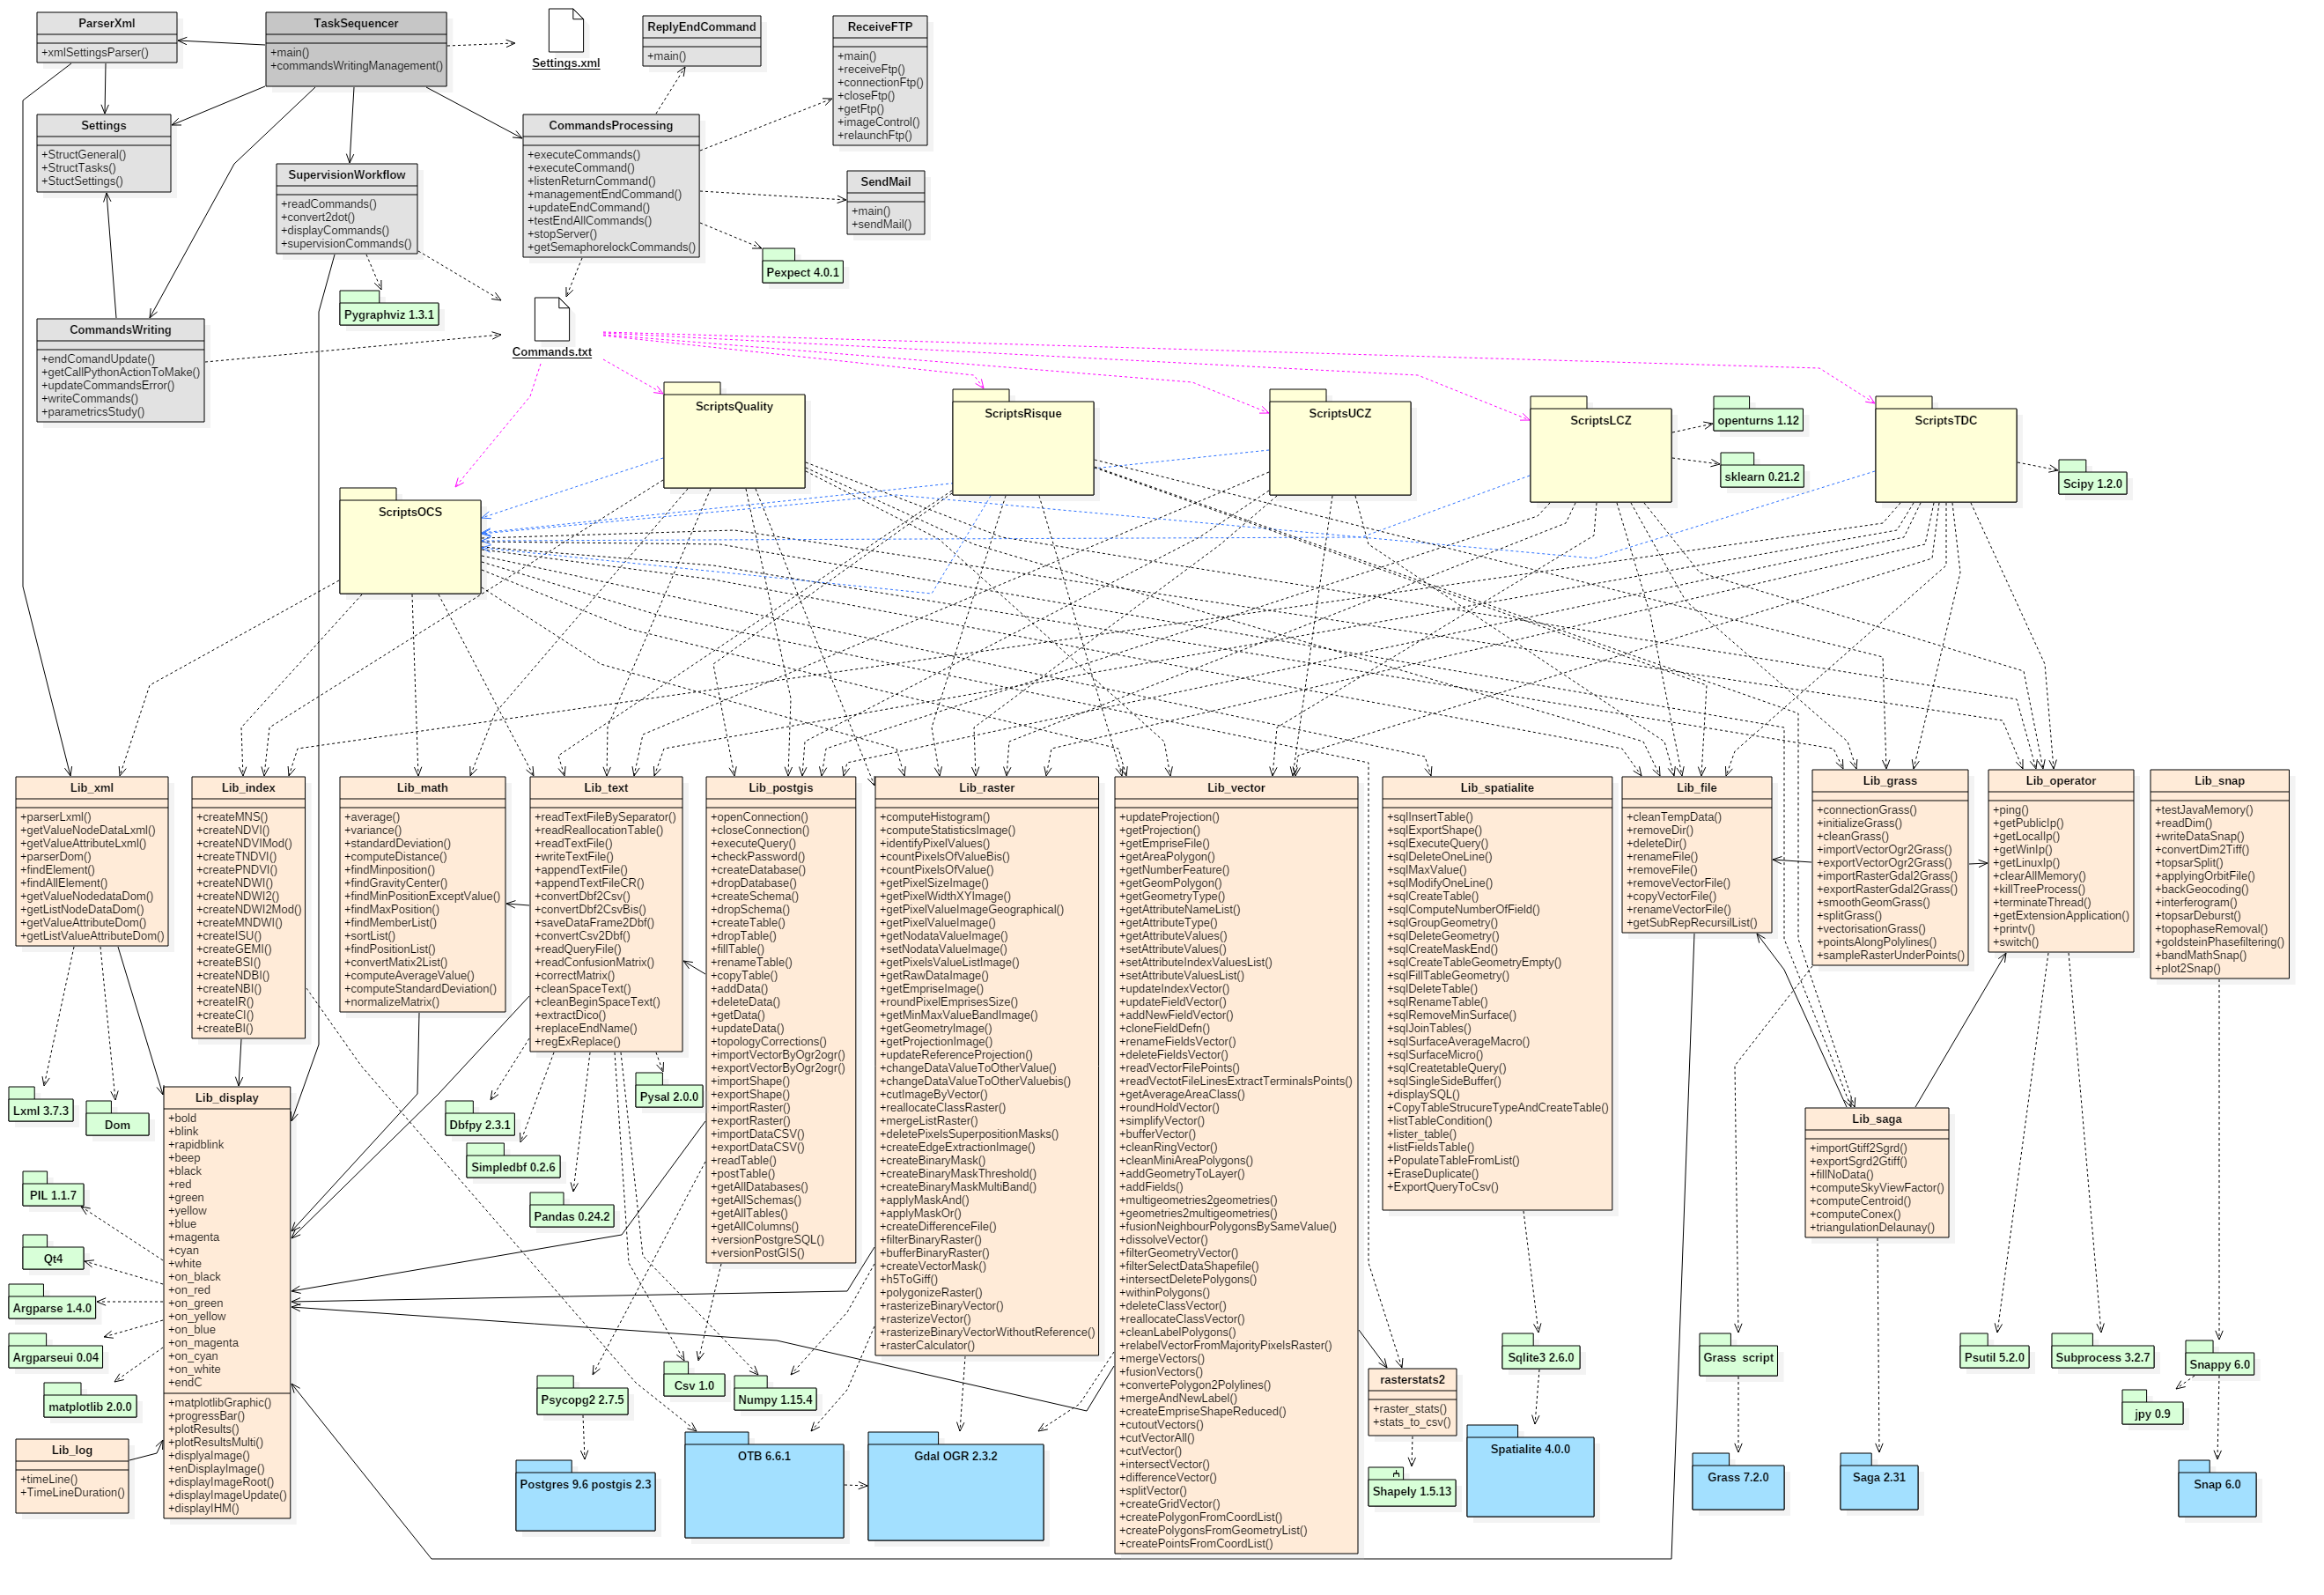 ParserXml
+xmlSettingsParser()
TaskSequencer
+main()
+commandsWritingManagement()
Settings.xml
ReplyEndCommand
+main()
ReceiveFTP
+main()
+receiveFtp()
+connectionFtp()
+closeFtp()
+getFtp()
+imageControl()
+relaunchFtp()
Settings
+StructGeneral()
+StructTasks()
+StuctSettings()
SupervisionWorkflow
+readCommands()
+convert2dot()
+displayCommands()
+supervisionCommands()
CommandsProcessing
+executeCommands()
+executeCommand()
+listenReturnCommand()
+managementEndCommand()
+updateEndCommand()
+testEndAllCommands()
+stopServer()
+getSemaphorelockCommands()
SendMail
+main()
+sendMail()
Pexpect 4.0.1
Pygraphviz 1.3.1
CommandsWriting
+endComandUpdate()
+getCallPythonActionToMake()
+updateCommandsError()
+writeCommands()
+parametricsStudy()
Commands.txt
ScriptsQuality
ScriptsRisque
ScriptsUCZ
ScriptsLCZ
openturns 1.12
sklearn 0.21.2
ScriptsTDC
Scipy 1.2.0
ScriptsOCS
Lib_xml
+parserLxml()
+getValueNodeDataLxml()
+getValueAttributeLxml()
+parserDom()
+findElement()
+findAllElement()
+getValueNodedataDom()
+getListNodeDataDom()
+getValueAttributeDom()
+getListValueAttributeDom()
Lib_index
+createMNS()
+createNDVI()
+createNDVIMod()
+createTNDVI()
+createPNDVI()
+createNDWI()
+createNDWI2()
+createNDWI2Mod()
+createMNDWI()
+createISU()
+createGEMI()
+createBSI()
+createNDBI()
+createNBI()
+createIR()
+createCI()
+createBI()
Lib_math
+average()
+variance()
+standardDeviation()
+computeDistance()
+findMinposition()
+findGravityCenter()
+findMinPositionExceptValue()
+findMaxPosition()
+findMemberList()
+sortList()
+findPositionList()
+convertMatix2List()
+computeAverageValue()
+computeStandardDeviation()
+normalizeMatrix()
Lib_text
+readTextFileBySeparator()
+readReallocationTable()
+readTextFile()
+writeTextFile()
+appendTextFile()
+appendTextFileCR()
+convertDbf2Csv()
+convertDbf2CsvBis()
+saveDataFrame2Dbf()
+convertCsv2Dbf()
+readQueryFile()
+readConfusionMatrix()
+correctMatrix()
+cleanSpaceText()
+cleanBeginSpaceText()
+extractDico()
+replaceEndName()
+regExReplace()
Lib_postgis
+openConnection()
+closeConnection()
+executeQuery()
+checkPassword()
+createDatabase()
+dropDatabase()
+createSchema()
+dropSchema()
+createTable()
+dropTable()
+fillTable()
+renameTable()
+copyTable()
+addData()
+deleteData()
+getData()
+updateData()
+topologyCorrections()
+importVectorByOgr2ogr()
+exportVectorByOgr2ogr()
+importShape()
+exportShape()
+importRaster()
+exportRaster()
+importDataCSV()
+exportDataCSV()
+readTable()
+postTable()
+getAllDatabases()
+getAllSchemas()
+getAllTables()
+getAllColumns()
+versionPostgreSQL()
+versionPostGIS()
Lib_raster
+computeHistogram()
+computeStatisticsImage()
+identifyPixelValues()
+countPixelsOfValueBis()
+countPixelsOfValue()
+getPixelSizeImage()
+getPixelWidthXYImage()
+getPixelValueImageGeographical()
+getPixelValueImage()
+getNodataValueImage()
+setNodataValueImage()
+getPixelsValueListImage()
+getRawDataImage()
+getEmpriseImage()
+roundPixelEmprisesSize()
+getMinMaxValueBandImage()
+getGeometryImage()
+getProjectionImage()
+updateReferenceProjection()
+changeDataValueToOtherValue()
+changeDataValueToOtherValuebis()
+cutImageByVector()
+reallocateClassRaster()
+mergeListRaster()
+deletePixelsSuperpositionMasks()
+createEdgeExtractionImage()
+createBinaryMask()
+createBinaryMaskThreshold()
+createBinaryMaskMultiBand()
+applyMaskAnd()
+applyMaskOr()
+createDifferenceFile()
+filterBinaryRaster()
+bufferBinaryRaster()
+createVectorMask()
+h5ToGiff()
+polygonizeRaster()
+rasterizeBinaryVector()
+rasterizeVector()
+rasterizeBinaryVectorWithoutReference()
+rasterCalculator()
Lib_vector
+updateProjection()
+getProjection()
+getEmpriseFile()
+getAreaPolygon()
+getNumberFeature()
+getGeomPolygon()
+getGeometryType()
+getAttributeNameList()
+getAttributeType()
+getAttributeValues()
+setAttributeValues()
+setAttributeIndexValuesList()
+setAttributeValuesList()
+updateIndexVector()
+updateFieldVector()
+addNewFieldVector()
+cloneFieldDefn()
+renameFieldsVector()
+deleteFieldsVector()
+readVectorFilePoints()
+readVectotFileLinesExtractTerminalsPoints()
+getAverageAreaClass()
+roundHoldVector()
+simplifyVector()
+bufferVector()
+cleanRingVector()
+cleanMiniAreaPolygons()
+addGeometryToLayer()
+addFields()
+multigeometries2geometries()
+geometries2multigeometries()
+fusionNeighbourPolygonsBySameValue()
+dissolveVector()
+filterGeometryVector()
+filterSelectDataShapefile()
+intersectDeletePolygons()
+withinPolygons()
+deleteClassVector()
+reallocateClassVector()
+cleanLabelPolygons()
+relabelVectorFromMajorityPixelsRaster()
+mergeVectors()
+fusionVectors()
+convertePolygon2Polylines()
+mergeAndNewLabel()
+createEmpriseShapeReduced()
+cutoutVectors()
+cutVectorAll()
+cutVector()
+intersectVector()
+differenceVector()
+splitVector()
+createGridVector()
+createPolygonFromCoordList()
+createPolygonsFromGeometryList()
+createPointsFromCoordList()
Lib_spatialite
+sqlInsertTable()
+sqlExportShape()
+sqlExecuteQuery()
+sqlDeleteOneLine()
+sqlMaxValue()
+sqlModifyOneLine()
+sqlCreateTable()
+sqlComputeNumberOfField()
+sqlGroupGeometry()
+sqlDeleteGeometry()
+sqlCreateMaskEnd()
+sqlCreateTableGeometryEmpty()
+sqlFillTableGeometry()
+sqlDeleteTable()
+sqlRenameTable()
+sqlRemoveMinSurface()
+sqlJoinTables()
+sqlSurfaceAverageMacro()
+sqlSurfaceMicro()
+sqlCreatetableQuery()
+sqlSingleSideBuffer()
+displaySQL()
+CopyTableStrucureTypeAndCreateTable()
+listTableCondition()
+lister_table()
+listFieldsTable()
+PopulateTableFromList()
+EraseDuplicate()
+ExportQueryToCsv()
Lib_file
+cleanTempData()
+removeDir()
+deleteDir()
+renameFile()
+removeFile()
+removeVectorFile()
+copyVectorFile()
+renameVectorFile()
+getSubRepRecursilList()
Lib_grass
+connectionGrass()
+initializeGrass()
+cleanGrass()
+importVectorOgr2Grass()
+exportVectorOgr2Grass()
+importRasterGdal2Grass()
+exportRasterGdal2Grass()
+smoothGeomGrass()
+splitGrass()
+vectorisationGrass()
+pointsAlongPolylines()
+sampleRasterUnderPoints()
Lib_operator
+ping()
+getPublicIp()
+getLocalIp()
+getWinIp()
+getLinuxIp()
+clearAllMemory()
+killTreeProcess()
+terminateThread()
+getExtensionApplication()
+printv()
+switch()
Lib_snap
+testJavaMemory()
+readDim()
+writeDataSnap()
+convertDim2Tiff()
+topsarSplit()
+applyingOrbitFile()
+backGeocoding()
+interferogram()
+topsarDeburst()
+topophaseRemoval()
+goldsteinPhasefiltering()
+bandMathSnap()
+plot2Snap()
Lxml 3.7.3
Dom
Lib_display
+bold
+blink
+rapidblink
+beep
+black
+red
+green
+yellow
+blue
+magenta
+cyan
+white
+on_black
+on_red
+on_green
+on_yellow
+on_blue
+on_magenta
+on_cyan
+on_white
+endC
+matplotlibGraphic()
+progressBar()
+plotResults()
+plotResultsMulti()
+displyaImage()
+enDisplayImage()
+displayImageRoot()
+displayImageUpdate()
+displayIHM()
PIL 1.1.7
Qt4
Argparse 1.4.0
Argparseui 0.04
matplotlib 2.0.0
Lib_log
+timeLine()
+TimeLineDuration()
Dbfpy 2.3.1
Simpledbf 0.2.6
Pandas 0.24.2
Pysal 2.0.0
Lib_saga
+importGtiff2Sgrd()
+exportSgrd2Gtiff()
+fillNoData()
+computeSkyViewFactor()
+computeCentroid()
+computeConex()
+triangulationDelaunay()
Psycopg2 2.7.5
Csv 1.0
Numpy 1.15.4
rasterstats2
+raster_stats()
+stats_to_csv()
Sqlite3 2.6.0
Grass script
Psutil 5.2.0
Subprocess 3.2.7
Snappy 6.0
jpy 0.9
Postgres 9.6 postgis 2.3
OTB 6.6.1
Gdal OGR 2.3.2
Shapely 1.5.13
Spatialite 4.0.0
Grass 7.2.0
Saga 2.31
Snap 6.0